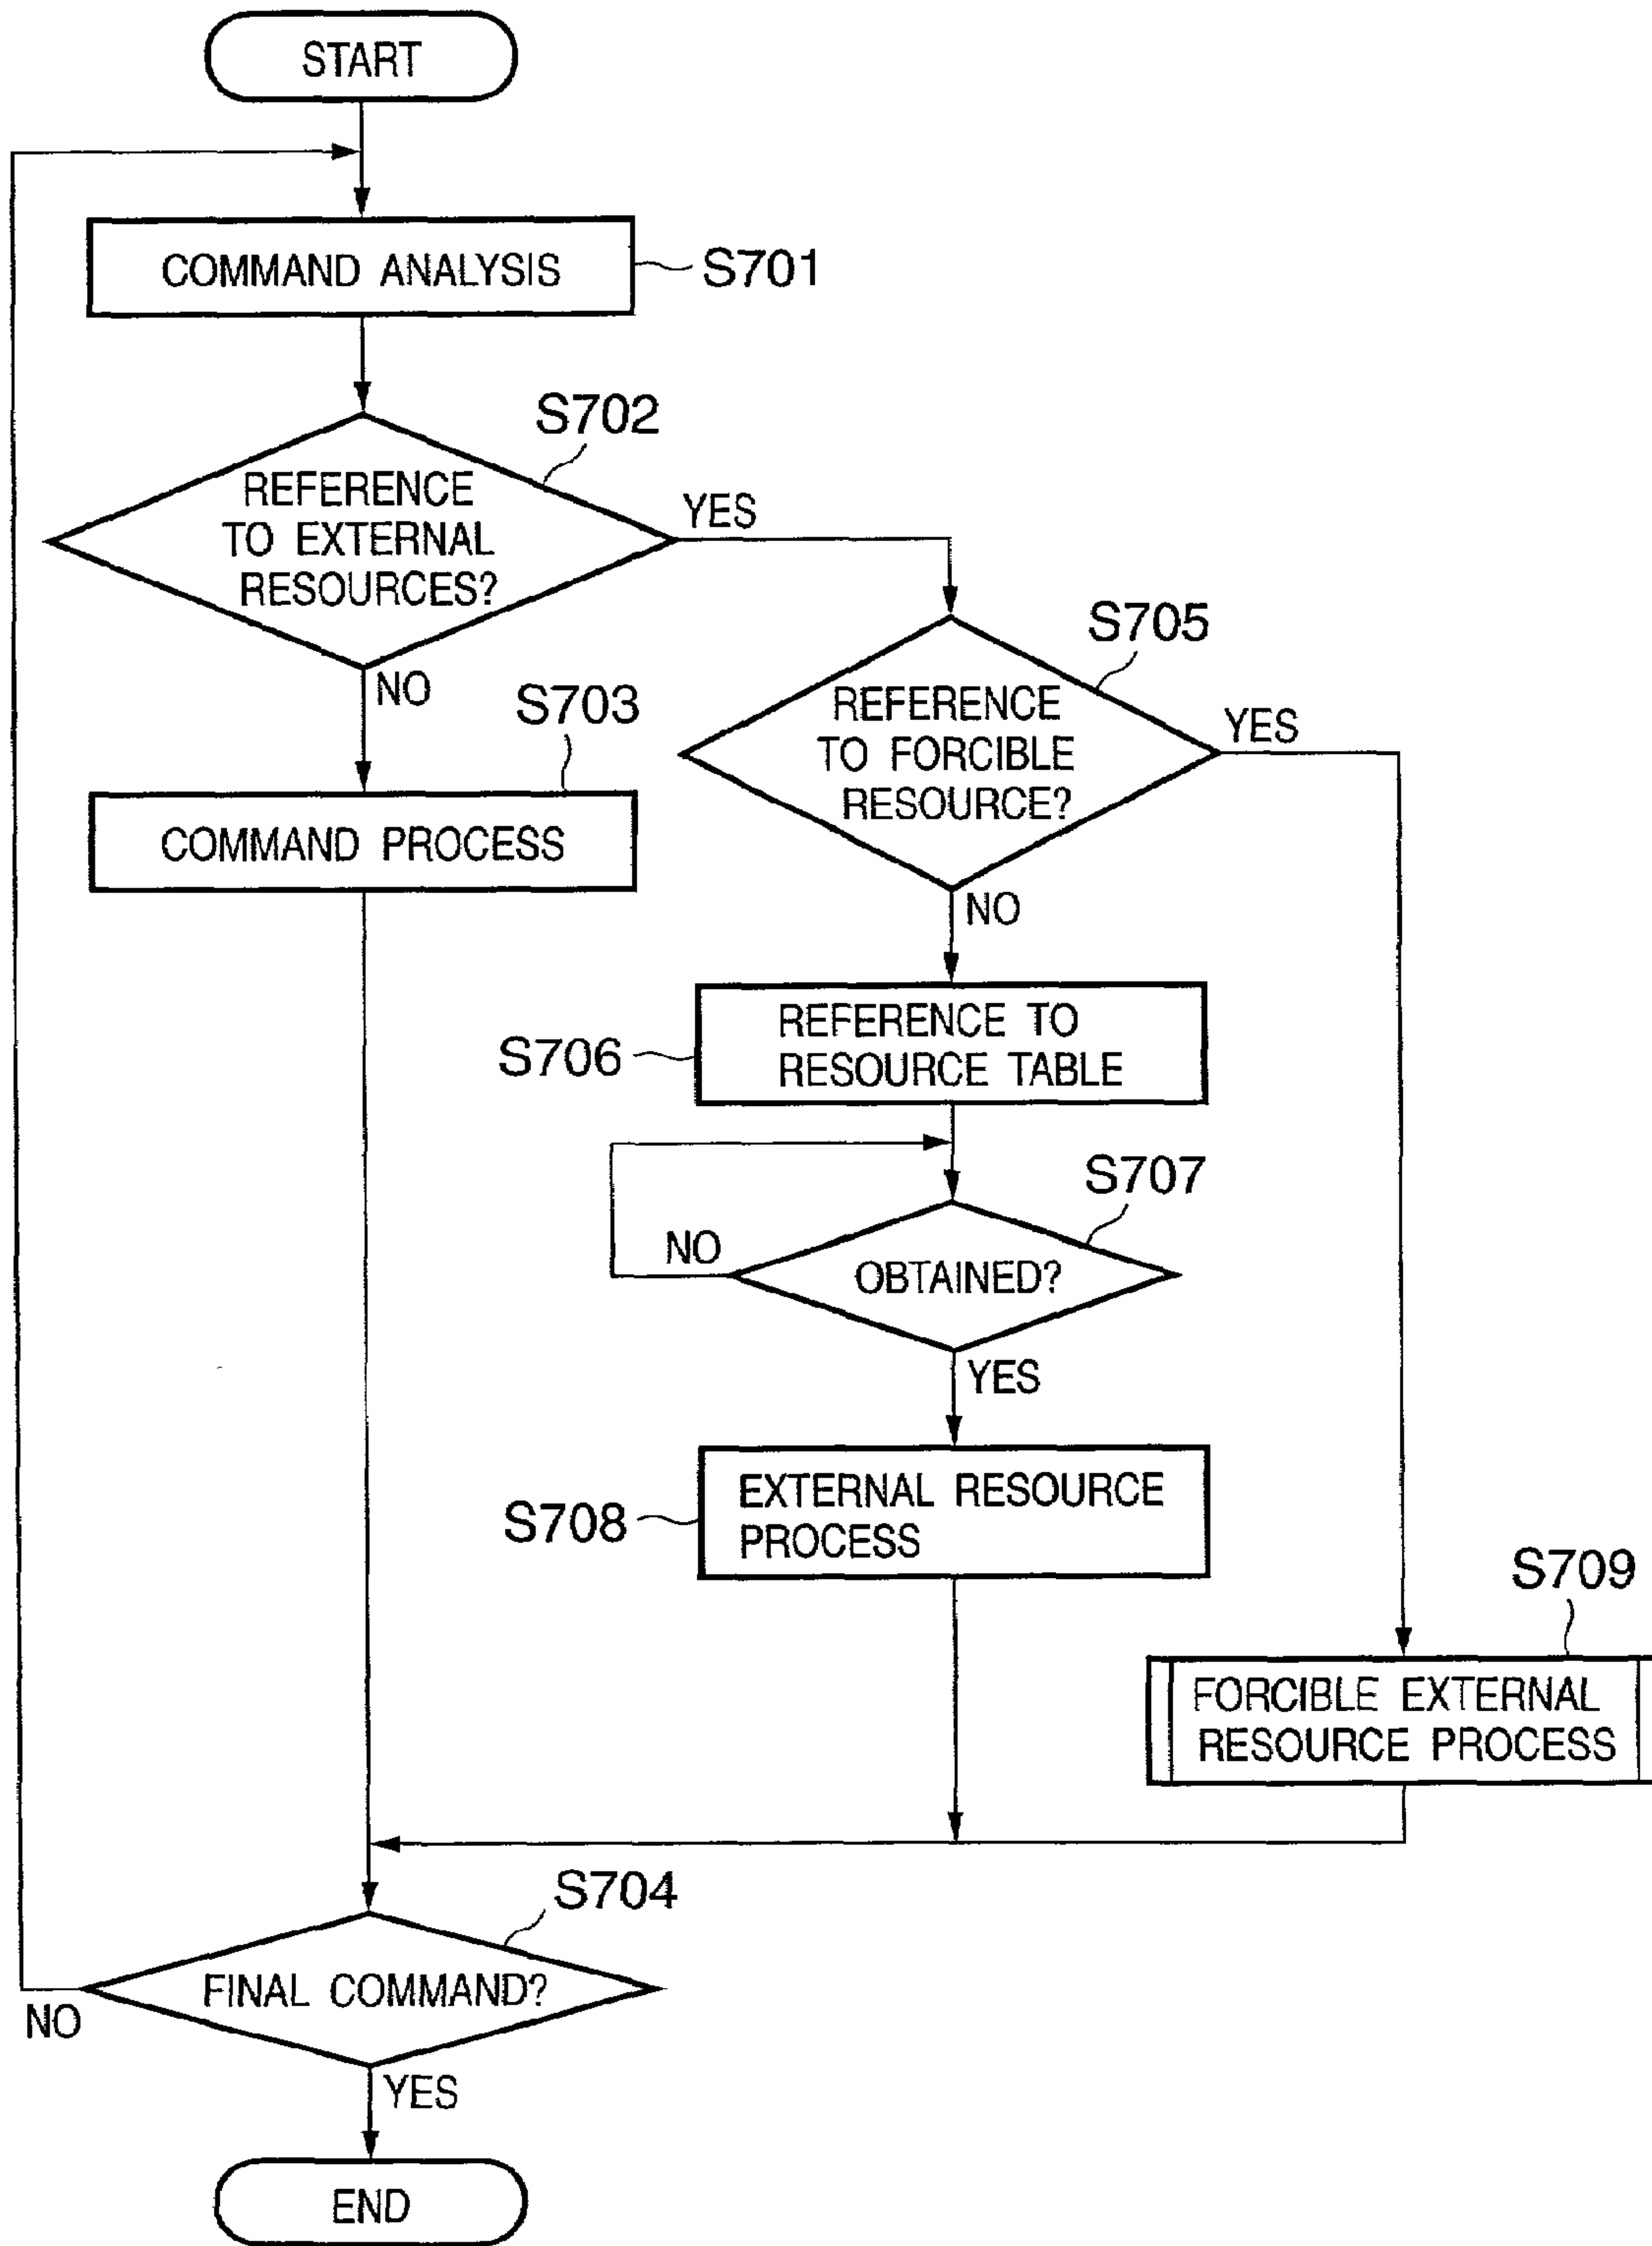 START
COMMAND ANALYSIS
S701
S702
REFERENCE
TO EXTERNAL
RESOURCES?
YES
NO
S703
COMMAND PROCESS
S705
REFERENCE
TO FORCIBLE
RESOURCE?
YES
NO
S706
REFERENCE TO
RESOURCE TABLE
S707
NO
OBTAINED?
YES
S708
EXTERNAL RESOURCE
PROCESS
S709
FORCIBLE EXTERNAL
RESOURCE PROCESS
S704
FINAL COMMAND?
NO
YES
END